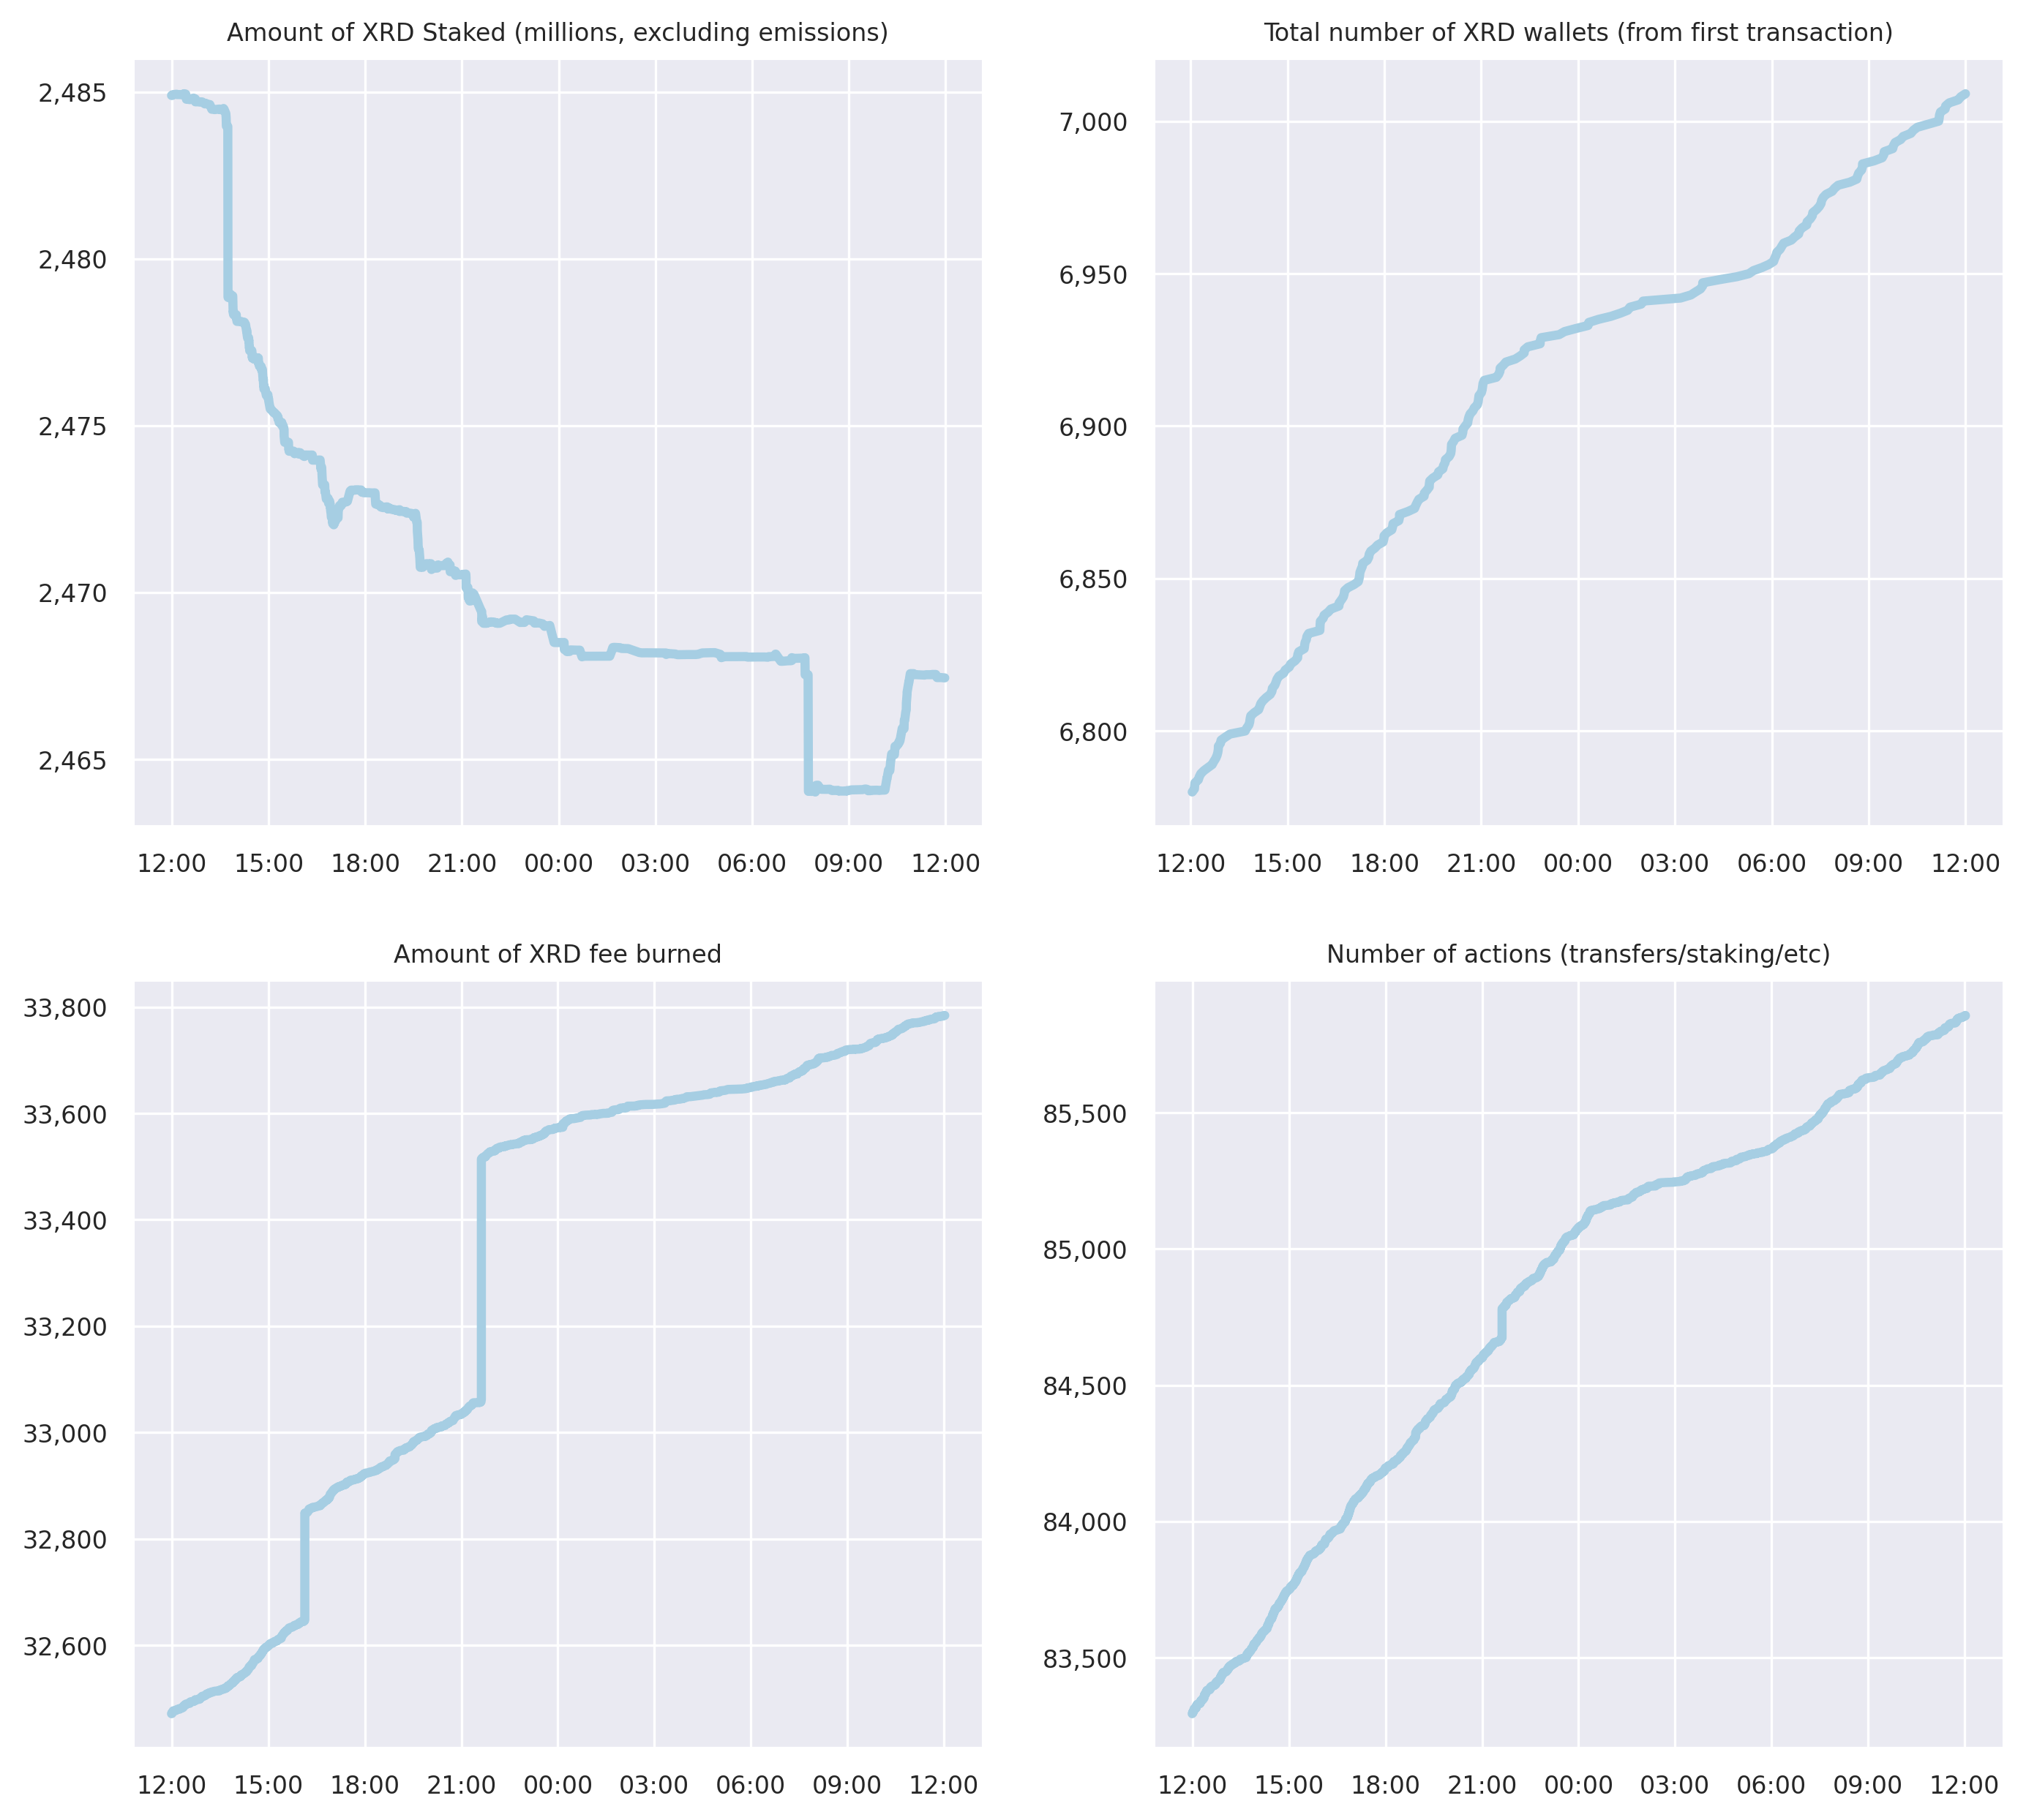 Amount of XRD Staked (millions, excluding emissions)
2,485
2,480
2,475
2,470
2,465
12:00 15:00 18:00 21:00 00:00 03:00 06:00 09:00 12:00
Total number of XRD wallets (from first transaction)
7,000
6,950
6,900
6,850
6,800
12:00 15:00 18:00 21:00 00:00 03:00 06:00 09:00 12:00
Amount of XRD fee burned
33,800
33,600
33,400
33,200
33,000
32,800
32,600
12:00 15:00 18:00 21:00 00:00 03:00 06:00 09:00 12:00
Number of actions (transfers/staking/etc)
85,500
85,000
84,500
84,000
83,500
12:00 15:00 18:00 21:00 00:00 03:00 06:00 09:00 12:00